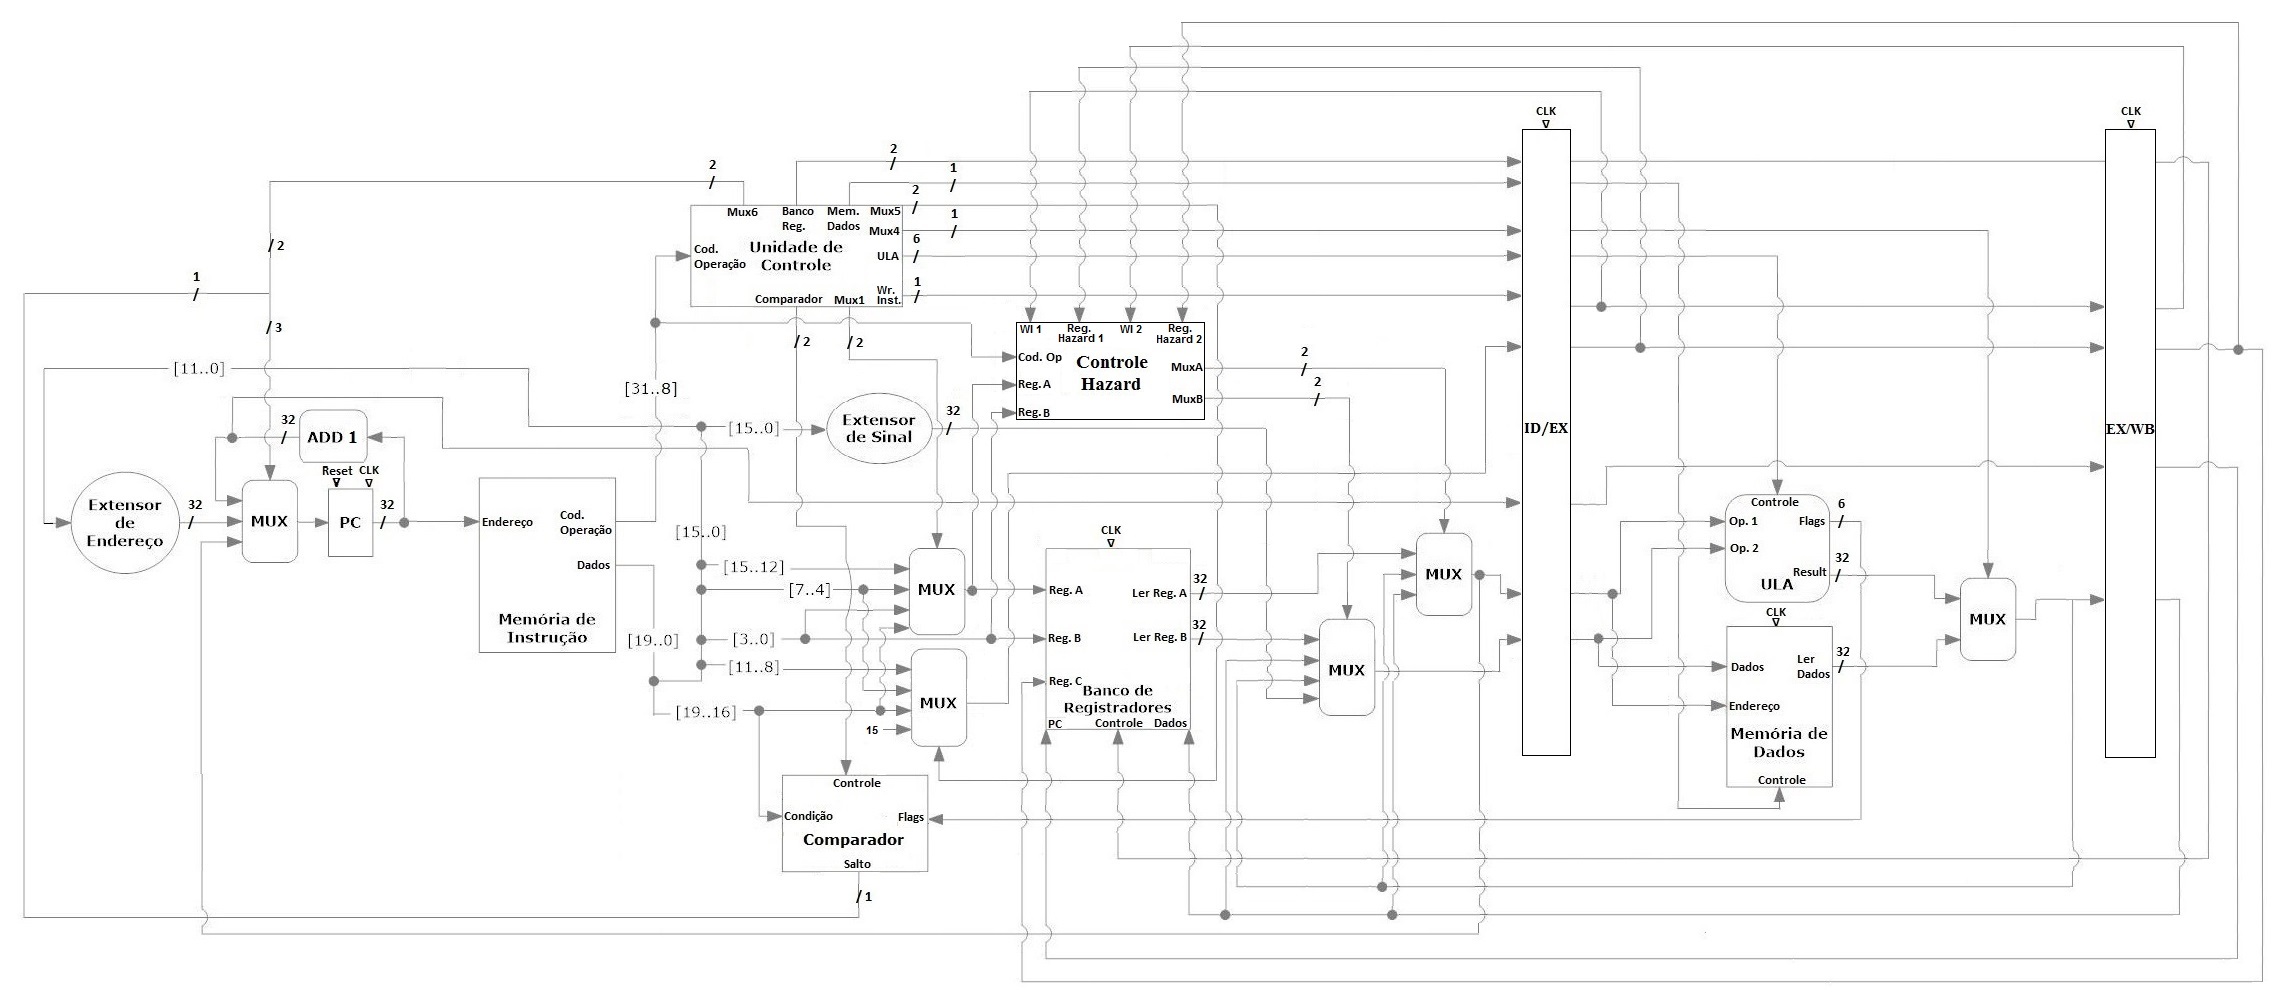 CLK
CLK
2
1
2
2
Mux6
Banco
Reg.
Mem.
Dados
Mux5
1
Mux4
6
ULA
Cod.
Operação
Unidade de
Controle
1
Wr.
Inst.
Comparador
Mux1
2
1
3
2
2
WI 1
Reg.
Hazard 1
WI 2
Reg.
Hazard 2
Cod. Op
Controle
Hazard
MuxA
2
Reg. A
MuxB
2
Reg. B
[11..0]
[31..8]
32
ADD 1
[15..0]
Extensor
de Sinal
32
ID/EX
EX/WB
Reset
CLK
Extensor
de
Endereço
32
MUX
PC
32
Endereço
Cod.
Operação
Dados
Memória de
Instrução
[15..0]
[15..12]
[7..4]
[3..0]
[19..0]
[11..8]
[19..16]
15
MUX
MUX
CLK
Reg. A
Ler Reg. A
32
Reg. B
Ler Reg. B
32
Reg. C
Banco de
Registradores
PC
Controle
Dados
MUX
MUX
Controle
Op. 1
Flags
6
Op. 2
Result
32
ULA
CLK
Dados
Ler
Dados
32
Endereço
Memória de
Dados
Controle
MUX
Controle
Condição
Flags
Comparador
Salto
1